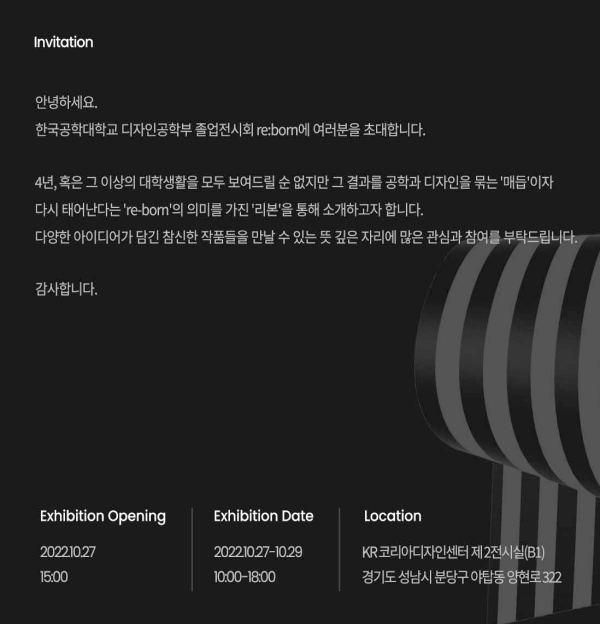 Invitation
안녕하세요.
한국공학대학교 디자인공학부 졸업전시회 re:born에 여러분을 초대합니다.
4년, 혹은 그 이상의 대학생활을 모두 보여드릴 순 없지만 그 결과를 공학과 디자인을 묶는 '매듭'이자
다시 태어난다는 're-born'의 의미를 가진 '리본'을 통해 소개하고자 합니다.
다양한 아이디어가 담긴 참신한 작품들을 만날 수 있는 뜻 깊은 자리에 많은 관심과 참여를 부탁드립니다.
감사합니다.
Exhibition Opening
2022.10.27
15:00
Exhibition Date
2022.10.27-10.29
10:00-18:00
Location
KR코리아디자인센터 제2전시실(B1)
경기도 성남시 분당구 야탑동 양현로 322